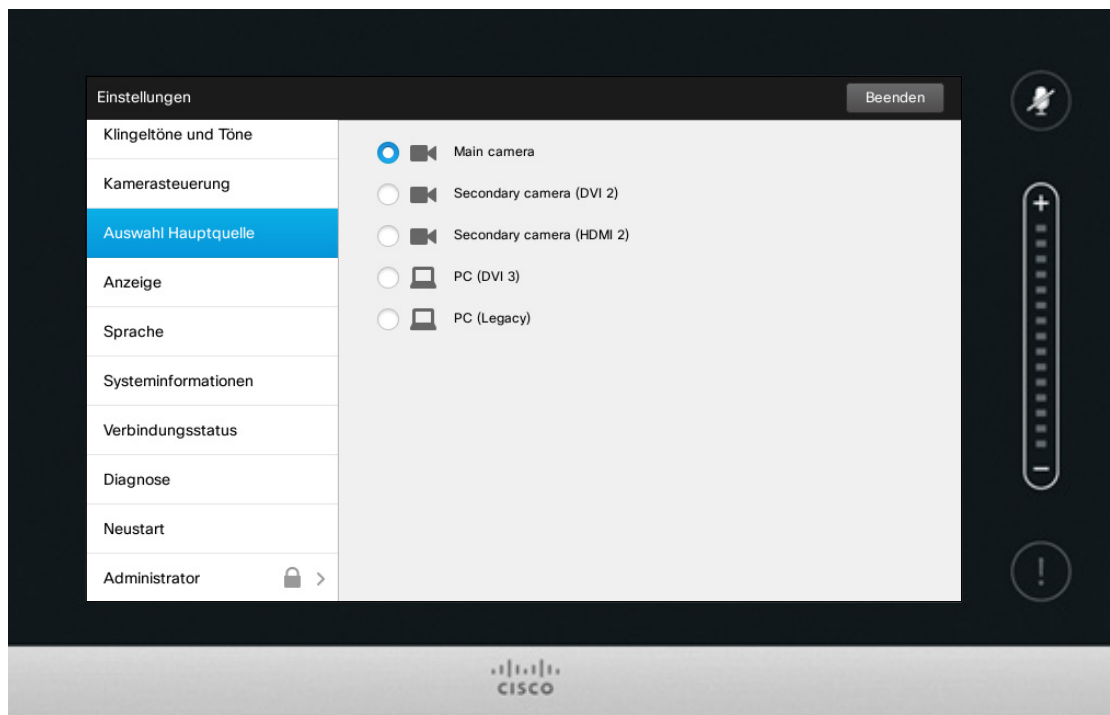 Einstellungen
Beenden
Klingeltöne und Töne
Kamerasteuerung
Auswahl Hauptquelle
Anzeige
Sprache
Systeminformationen
Verbindungsstatus
Diagnose
Neustart
Administrator
Main camera
Secondary camera (DVI 2)
Secondary camera (HDMI 2)
PC (DVI 3)
PC (Legacy)
+
–
!
CISCO